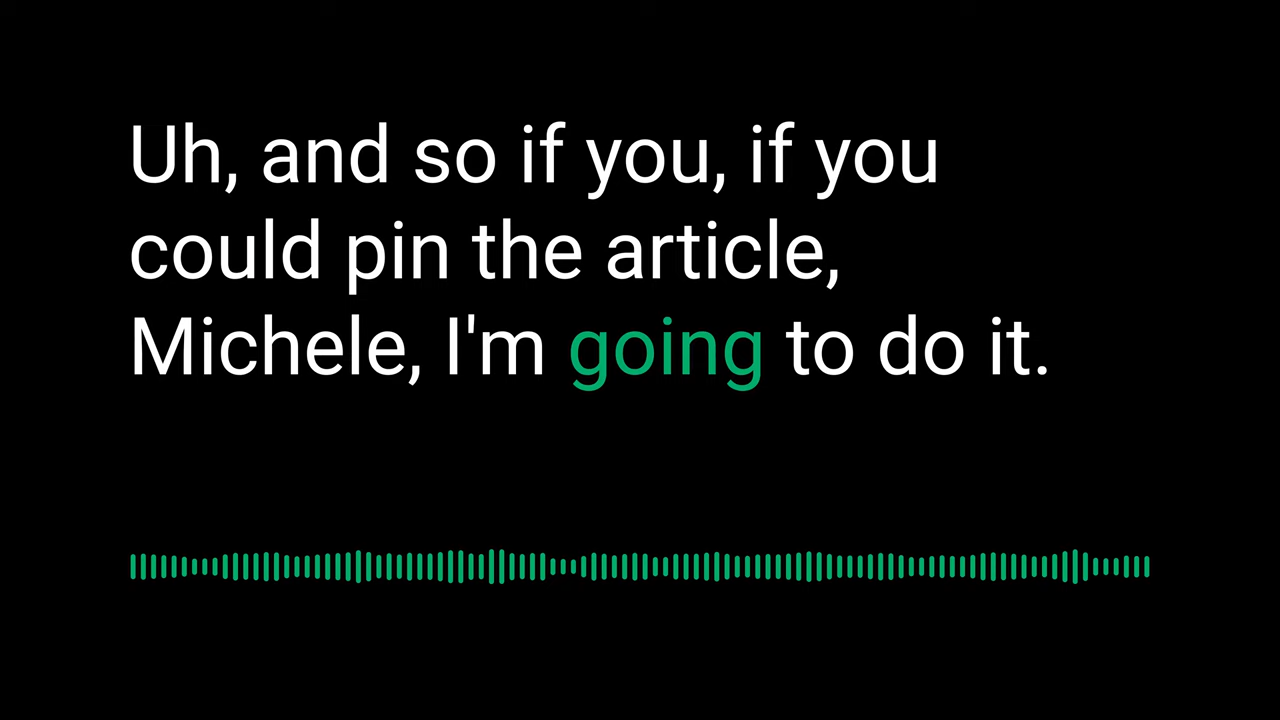 Uh, and so if you, if you
could pin the article,
Michele, I'm going to do it.